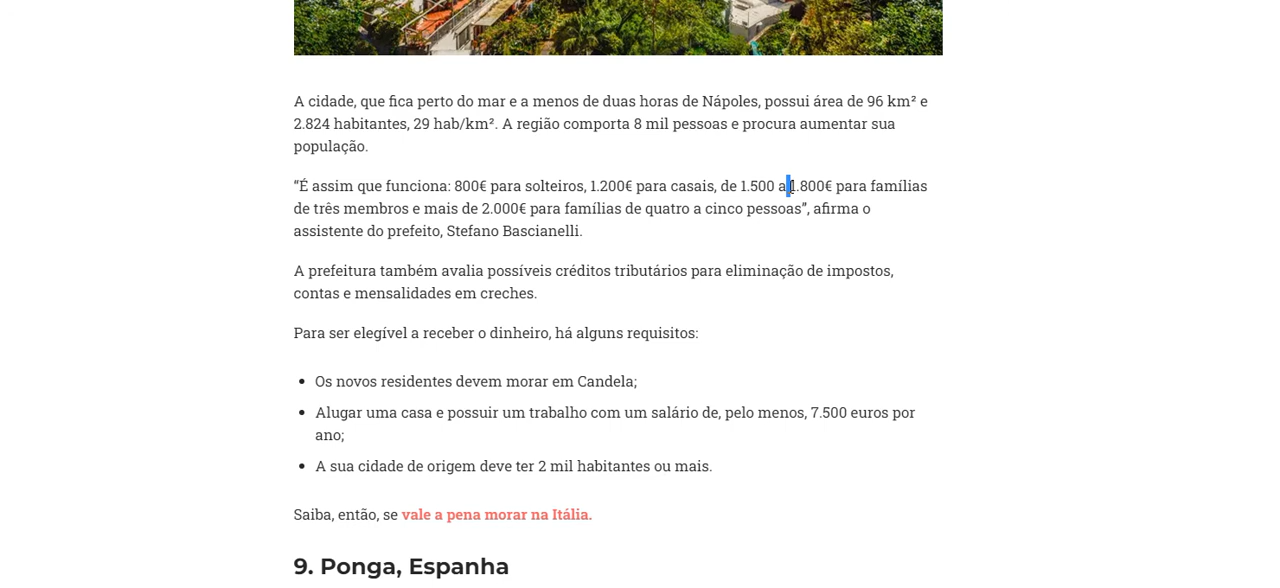 A cidade, que fica perto do mar e a menos de duas horas de Nápoles, possui área de 96 km² e
2.824 habitantes, 29 hab/km². A região comporta 8 mil pessoas e procura aumentar sua
população.
“É assim que funciona: 800€ para solteiros, 1.200€ para casais, de 1.500 a 1.800€ para famílias
de três membros e mais de 2.000€ para famílias de quatro a cinco pessoas”, afirma o
assistente do prefeito, Stefano Bascianelli.
A prefeitura também avalia possíveis créditos tributários para eliminação de impostos,
contas e mensalidades em creches.
Para ser elegível a receber o dinheiro, há alguns requisitos:
• Os novos residentes devem morar em Candela;
• Alugar uma casa e possuir um trabalho com um salário de, pelo menos, 7.500 euros por
ano;
• A sua cidade de origem deve ter 2 mil habitantes ou mais.
Saiba, então, se vale a pena morar na Itália.
9. Ponga, Espanha